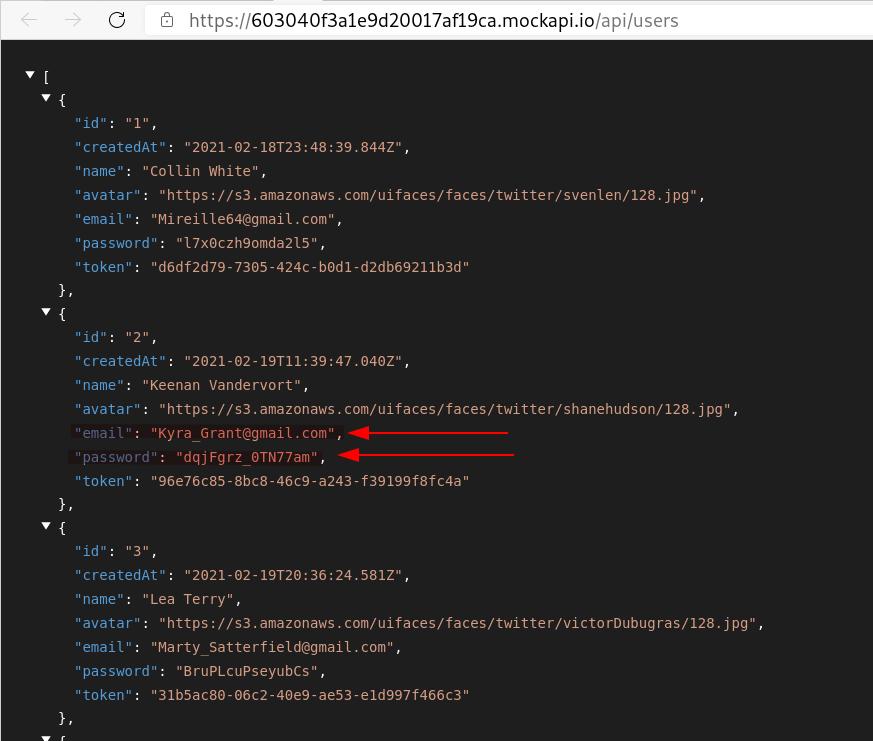 https://603040f3a1e9d20017af19ca.mockapi.io/api/users
[
{
"id": "1",
"createdAt": "2021-02-18T23:48:39.844Z",
"name": "Collin White",
"avatar": "https://s3.amazonaws.com/uifaces/faces/twitter/svenlen/128.jpg",
"email": "Mireille64@gmail.com",
"password": "l7x0czh9omda2l5",
"token": "d6df2d79-7305-424c-b0d1-d2db69211b3d"
},
{
"id": "2",
"createdAt": "2021-02-19T11:39:47.040Z",
"name": "Keenan Vandervort",
"avatar": "https://s3.amazonaws.com/uifaces/faces/twitter/shanehudson/128.jpg",
"email": "Kyra_Grant@gmail.com",
"password": "dqjFgrz_0TN77am",
"token": "96e76c85-8bc8-46c9-a243-f39199f8fc4a"
},
{
"id": "3",
"createdAt": "2021-02-19T20:36:24.581Z",
"name": "Lea Terry",
"avatar": "https://s3.amazonaws.com/uifaces/faces/twitter/victorDubugras/128.jpg",
"email": "Marty_Satterfield@gmail.com",
"password": "BruPLcuPseyubCs",
"token": "31b5ac80-06c2-40e9-ae53-e1d997f466c3"
},
{